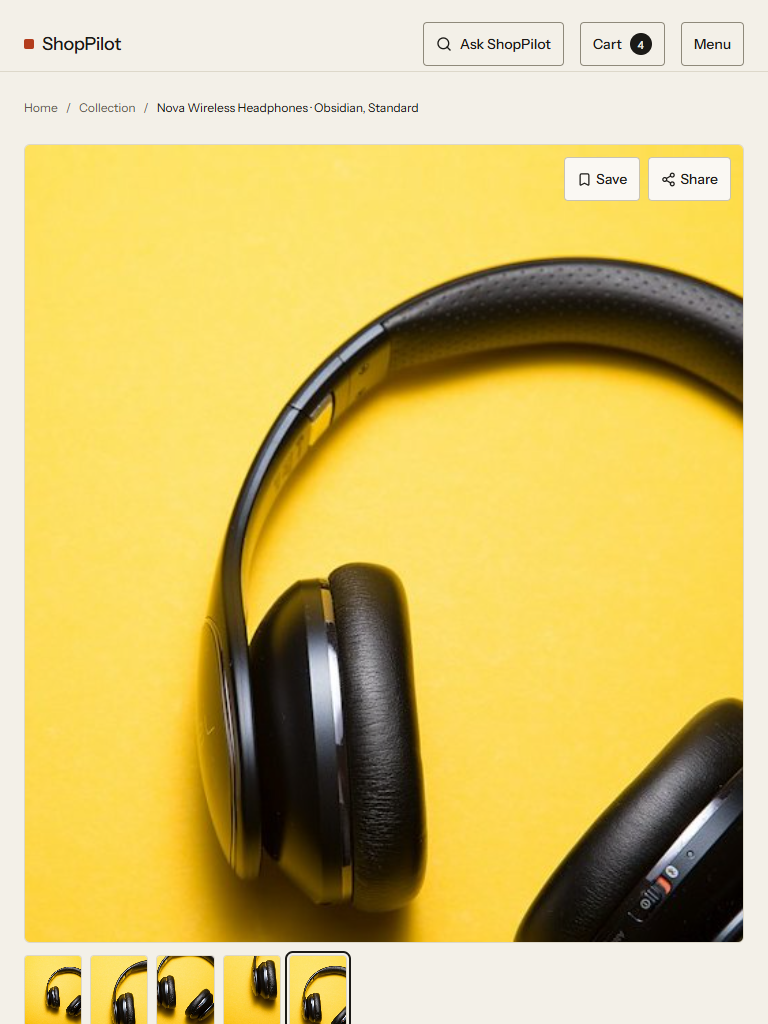 ShopPilot
Ask ShopPilot
Cart 4
Menu
Home / Collection / Nova Wireless Headphones · Obsidian, Standard
Save
Share